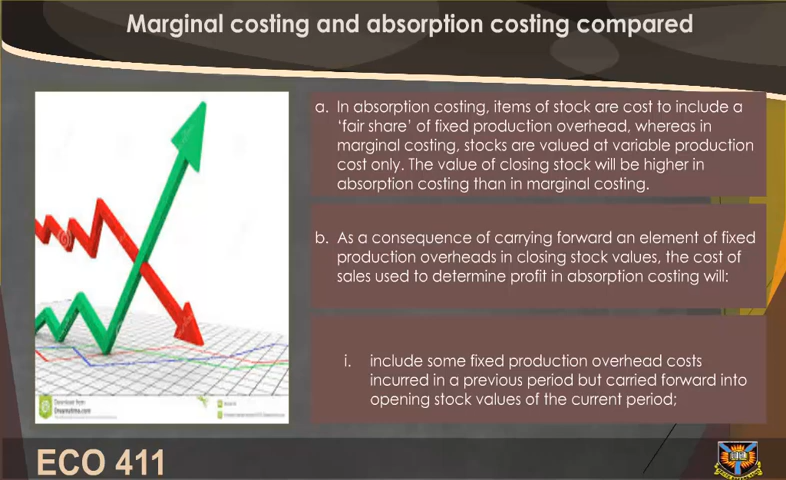 Marginal costing and absorption costing compared
a. In absorption costing, items of stock are cost to include a
‘fair share’ of fixed production overhead, whereas in
marginal costing, stocks are valued at variable production
cost only. The value of closing stock will be higher in
absorption costing than in marginal costing.
b. As a consequence of carrying forward an element of fixed
production overheads in closing stock values, the cost of
sales used to determine profit in absorption costing will:
i. include some fixed production overhead costs
incurred in a previous period but carried forward into
opening stock values of the current period;
Download from
Dreamstime.com
ECO 411